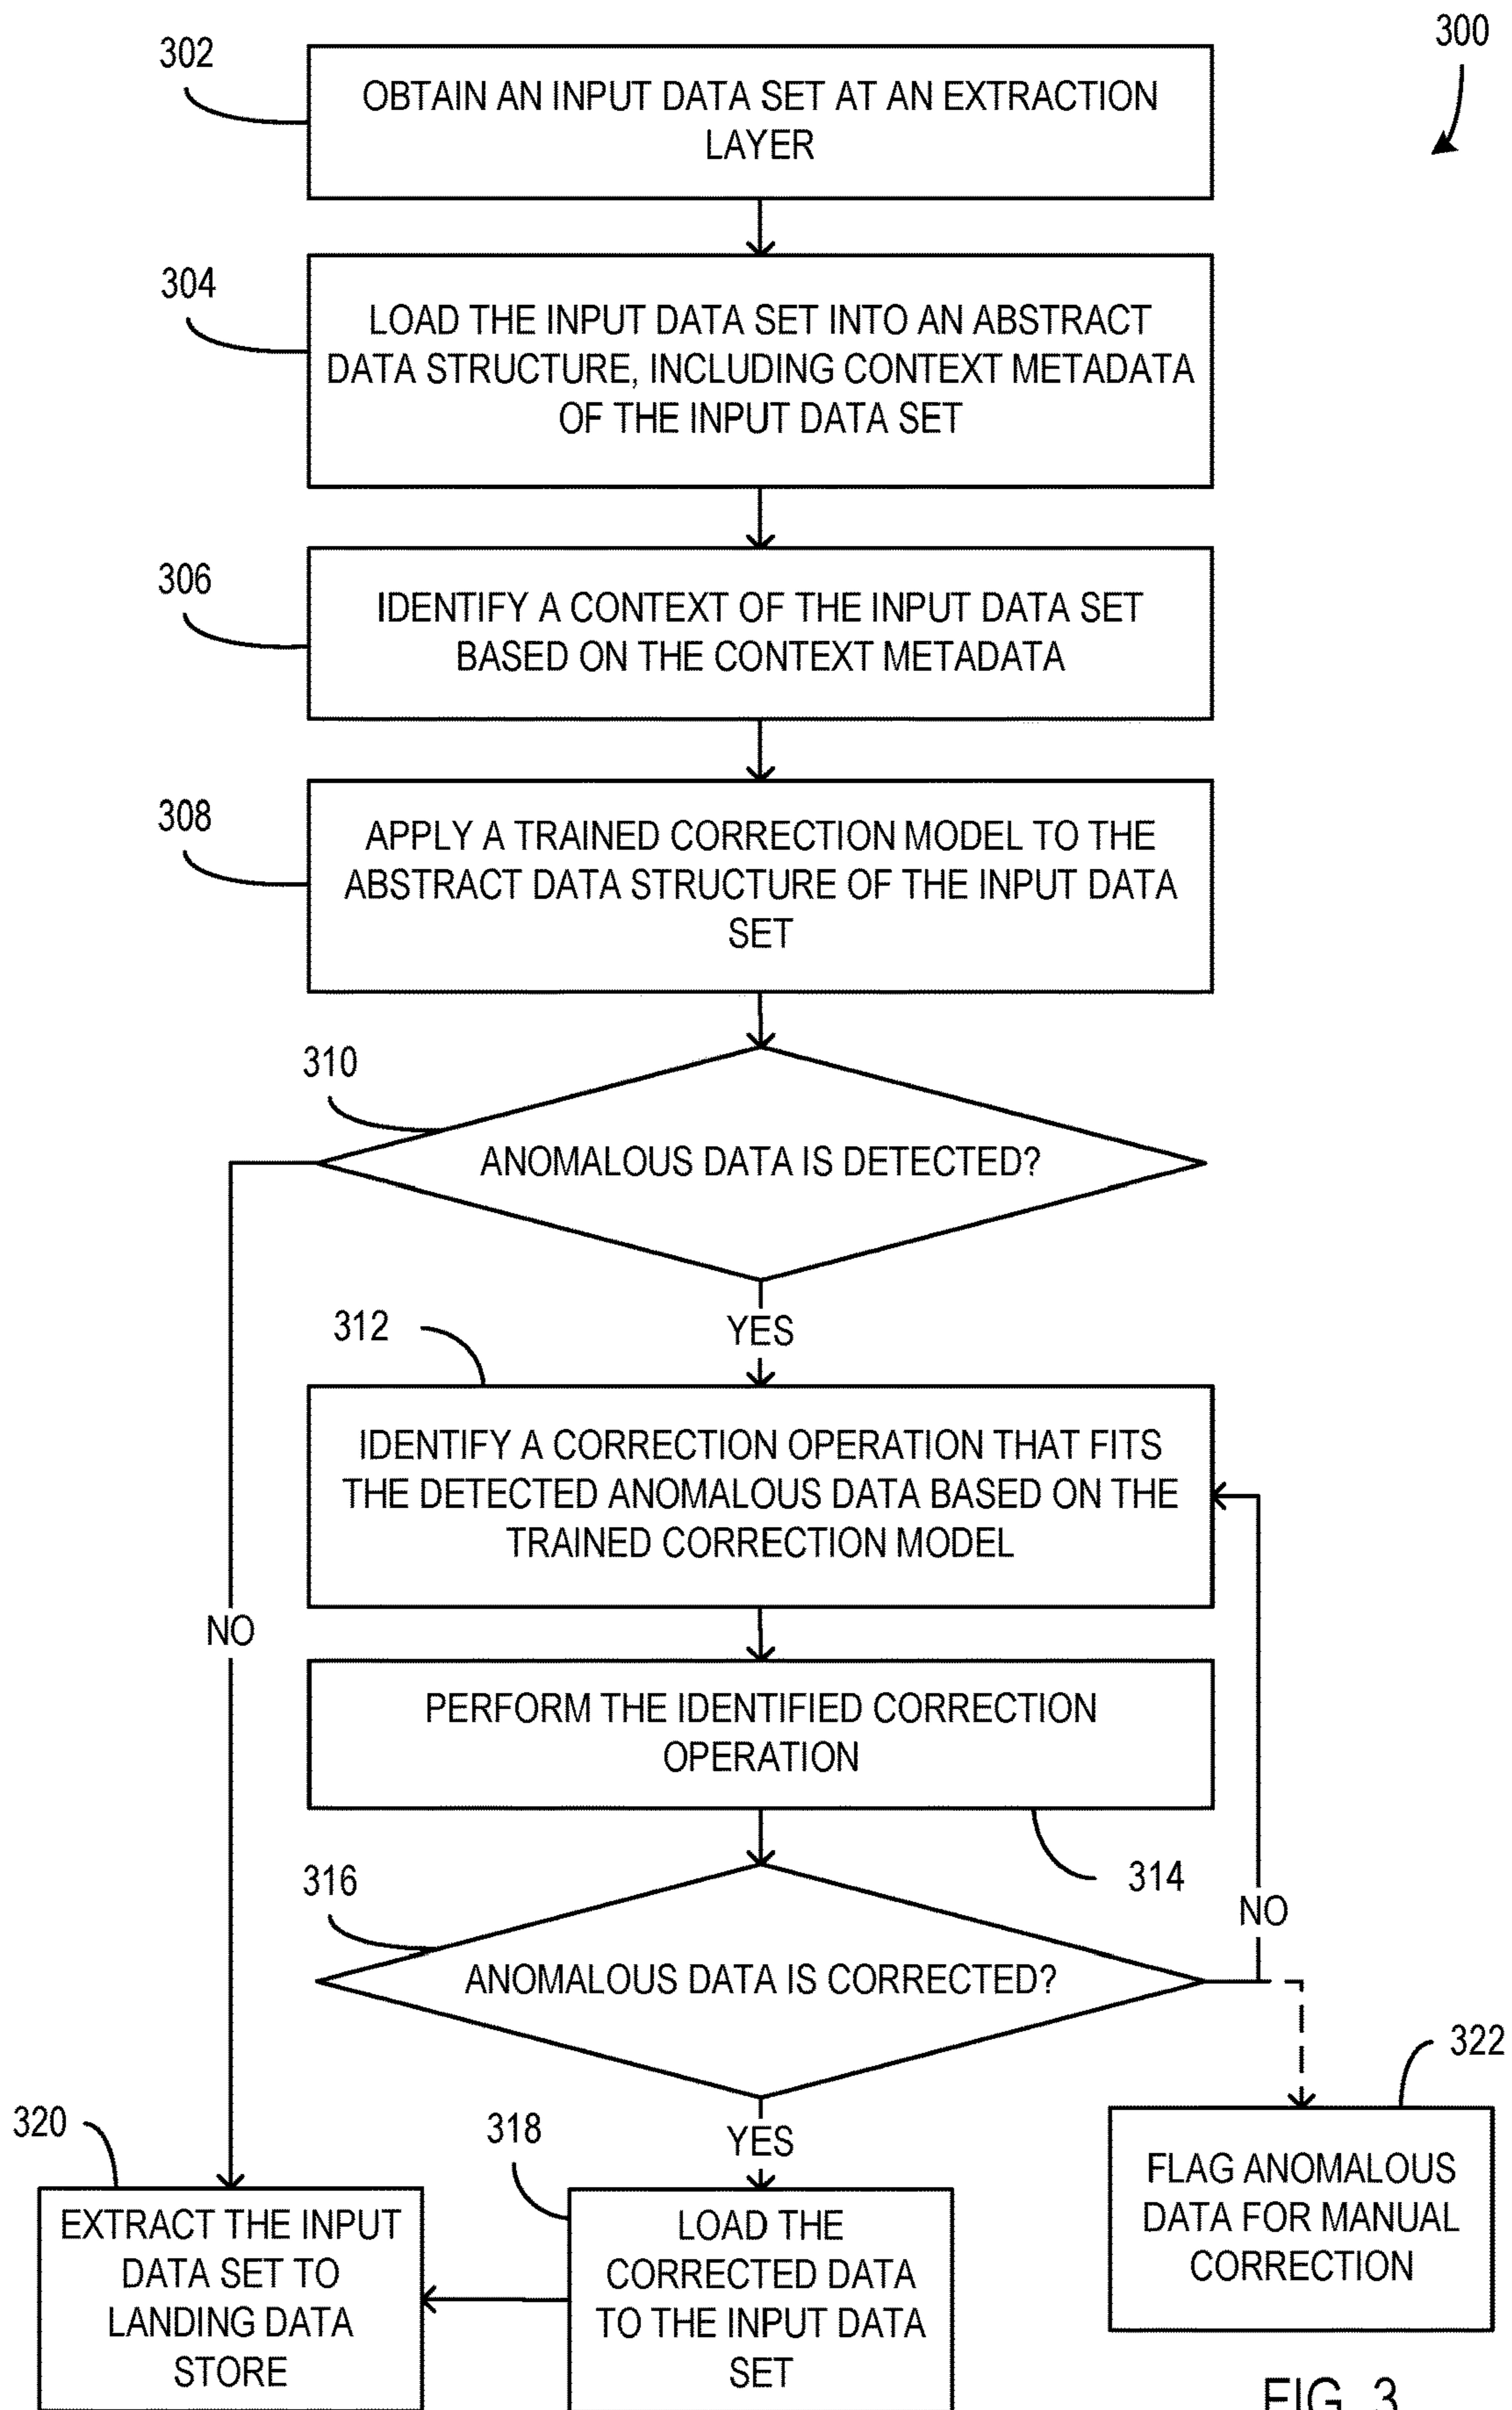 300
302
OBTAIN AN INPUT DATA SET AT AN EXTRACTION
LAYER
304
LOAD THE INPUT DATA SET INTO AN ABSTRACT
DATA STRUCTURE, INCLUDING CONTEXT METADATA
OF THE INPUT DATA SET
306
IDENTIFY A CONTEXT OF THE INPUT DATA SET
BASED ON THE CONTEXT METADATA
308
APPLY A TRAINED CORRECTION MODEL TO THE
ABSTRACT DATA STRUCTURE OF THE INPUT DATA
SET
310
ANOMALOUS DATA IS DETECTED?
YES
312
IDENTIFY A CORRECTION OPERATION THAT FITS
THE DETECTED ANOMALOUS DATA BASED ON THE
TRAINED CORRECTION MODEL
NO
PERFORM THE IDENTIFIED CORRECTION
OPERATION
314
316
NO
ANOMALOUS DATA IS CORRECTED?
322
320
318
YES
FLAG ANOMALOUS
DATA FOR MANUAL
CORRECTION
EXTRACT THE INPUT
DATA SET TO
LANDING DATA
STORE
LOAD THE
CORRECTED DATA
TO THE INPUT DATA
SET
FIG. 3